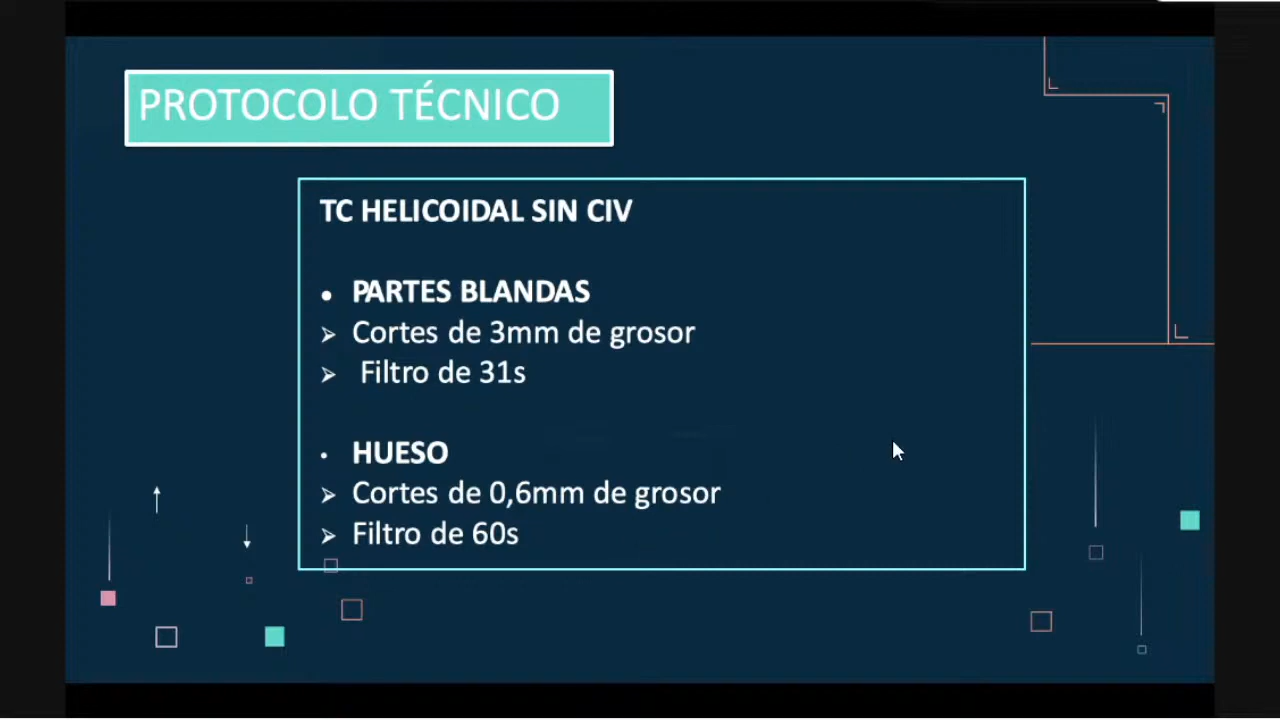 PROTOCOLO TÉCNICO
TC HELICOIDAL SIN CIV
• PARTES BLANDAS
➢ Cortes de 3mm de grosor
➢ Filtro de 31s
• HUESO
➢ Cortes de 0,6mm de grosor
➢ Filtro de 60s